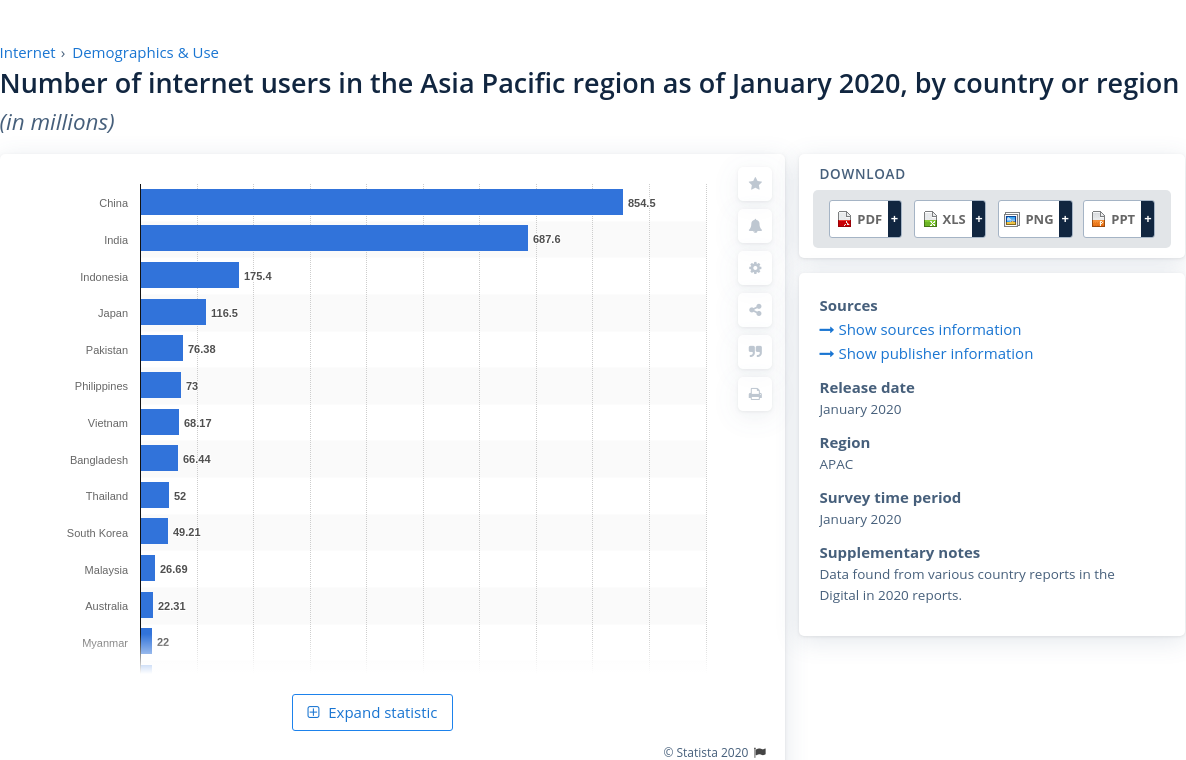 Internet › Demographics & Use
Number of internet users in the Asia Pacific region as of January 2020, by country or region
(in millions)
China 854.5
India 687.6
Indonesia 175.4
Japan 116.5
Pakistan 76.38
Philippines 73
Vietnam 68.17
Bangladesh 66.44
Thailand 52
South Korea 49.21
Malaysia 26.69
Australia 22.31
Myanmar 22
Expand statistic
© Statista 2020
DOWNLOAD
PDF + XLS + PNG + PPT +
Sources
Show sources information
Show publisher information
Release date
January 2020
Region
APAC
Survey time period
January 2020
Supplementary notes
Data found from various country reports in the
Digital in 2020 reports.